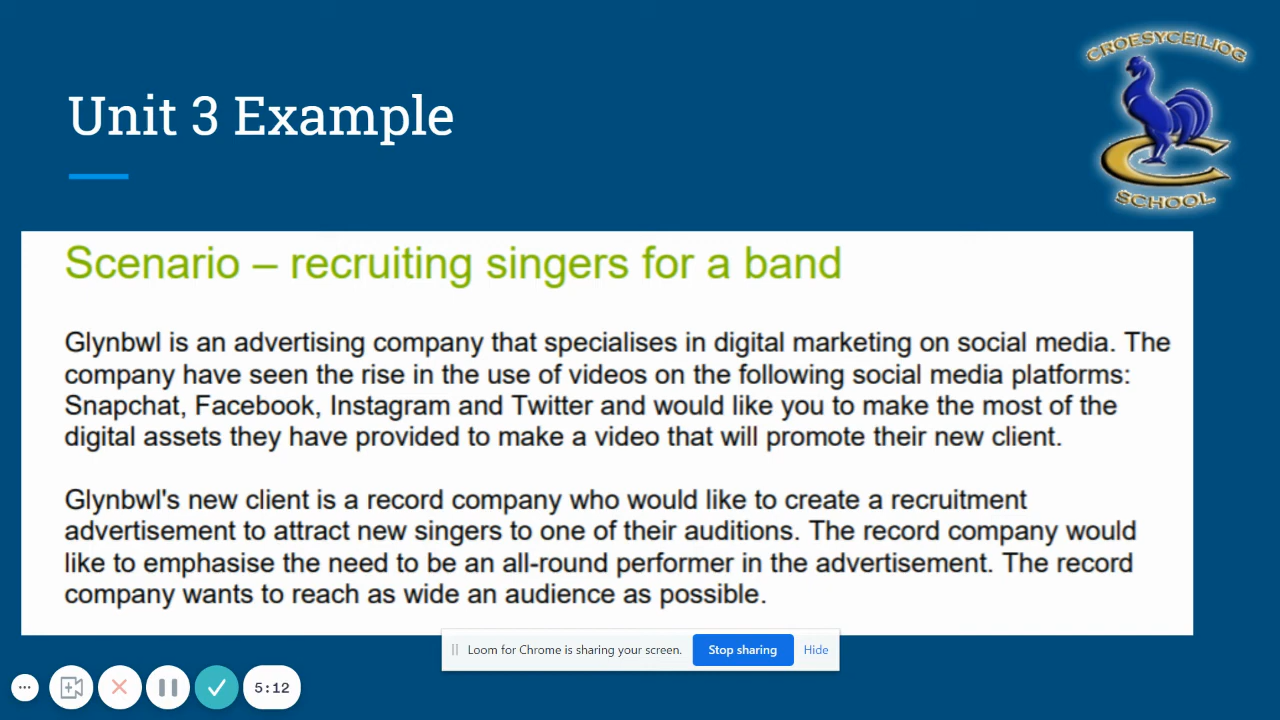 CROESYCEILIOG
SCHOOL
Unit 3 Example
Scenario – recruiting singers for a band
Glynbwl is an advertising company that specialises in digital marketing on social media. The
company have seen the rise in the use of videos on the following social media platforms:
Snapchat, Facebook, Instagram and Twitter and would like you to make the most of the
digital assets they have provided to make a video that will promote their new client.
Glynbwl's new client is a record company who would like to create a recruitment
advertisement to attract new singers to one of their auditions. The record company would
like to emphasise the need to be an all-round performer in the advertisement. The record
company wants to reach as wide an audience as possible.
Loom for Chrome is sharing your screen. Stop sharing Hide
5:12